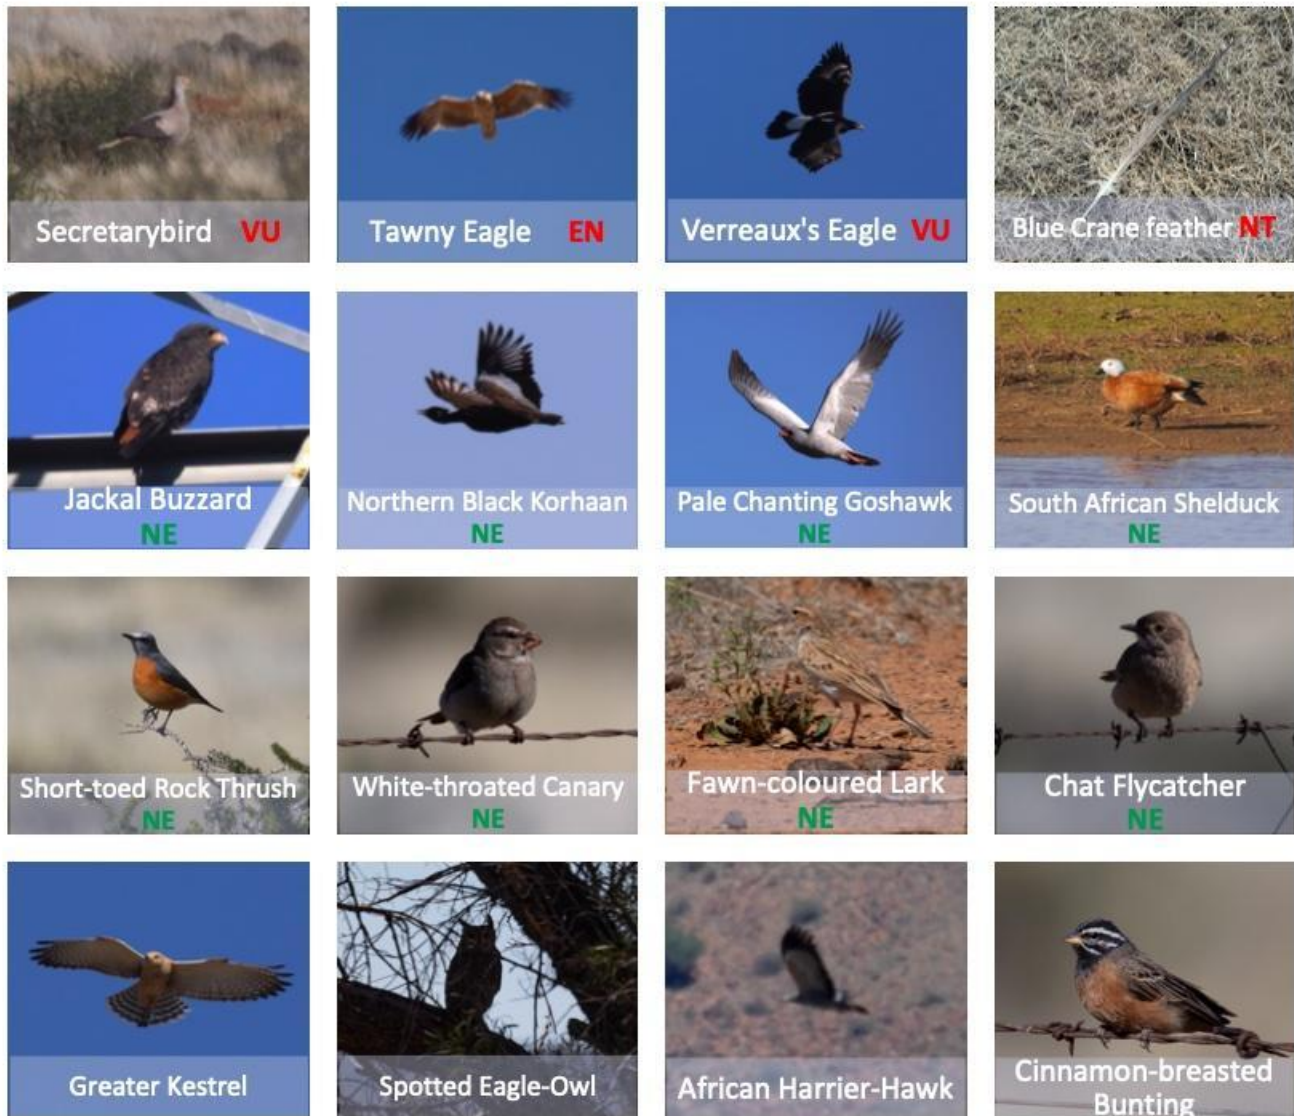 Secretarybird VU
Tawny Eagle EN
Verreaux's Eagle VU
Blue Crane feather NT
Jackal Buzzard
NE
Northern Black Korhaan
NE
Pale Chanting Goshawk
NE
South African Shelduck
NE
Short-toed Rock Thrush
NE
White-throated Canary
NE
Fawn-coloured Lark
NE
Chat Flycatcher
NE
Greater Kestrel
Spotted Eagle-Owl
African Harrier-Hawk
Cinnamon-breasted
Bunting